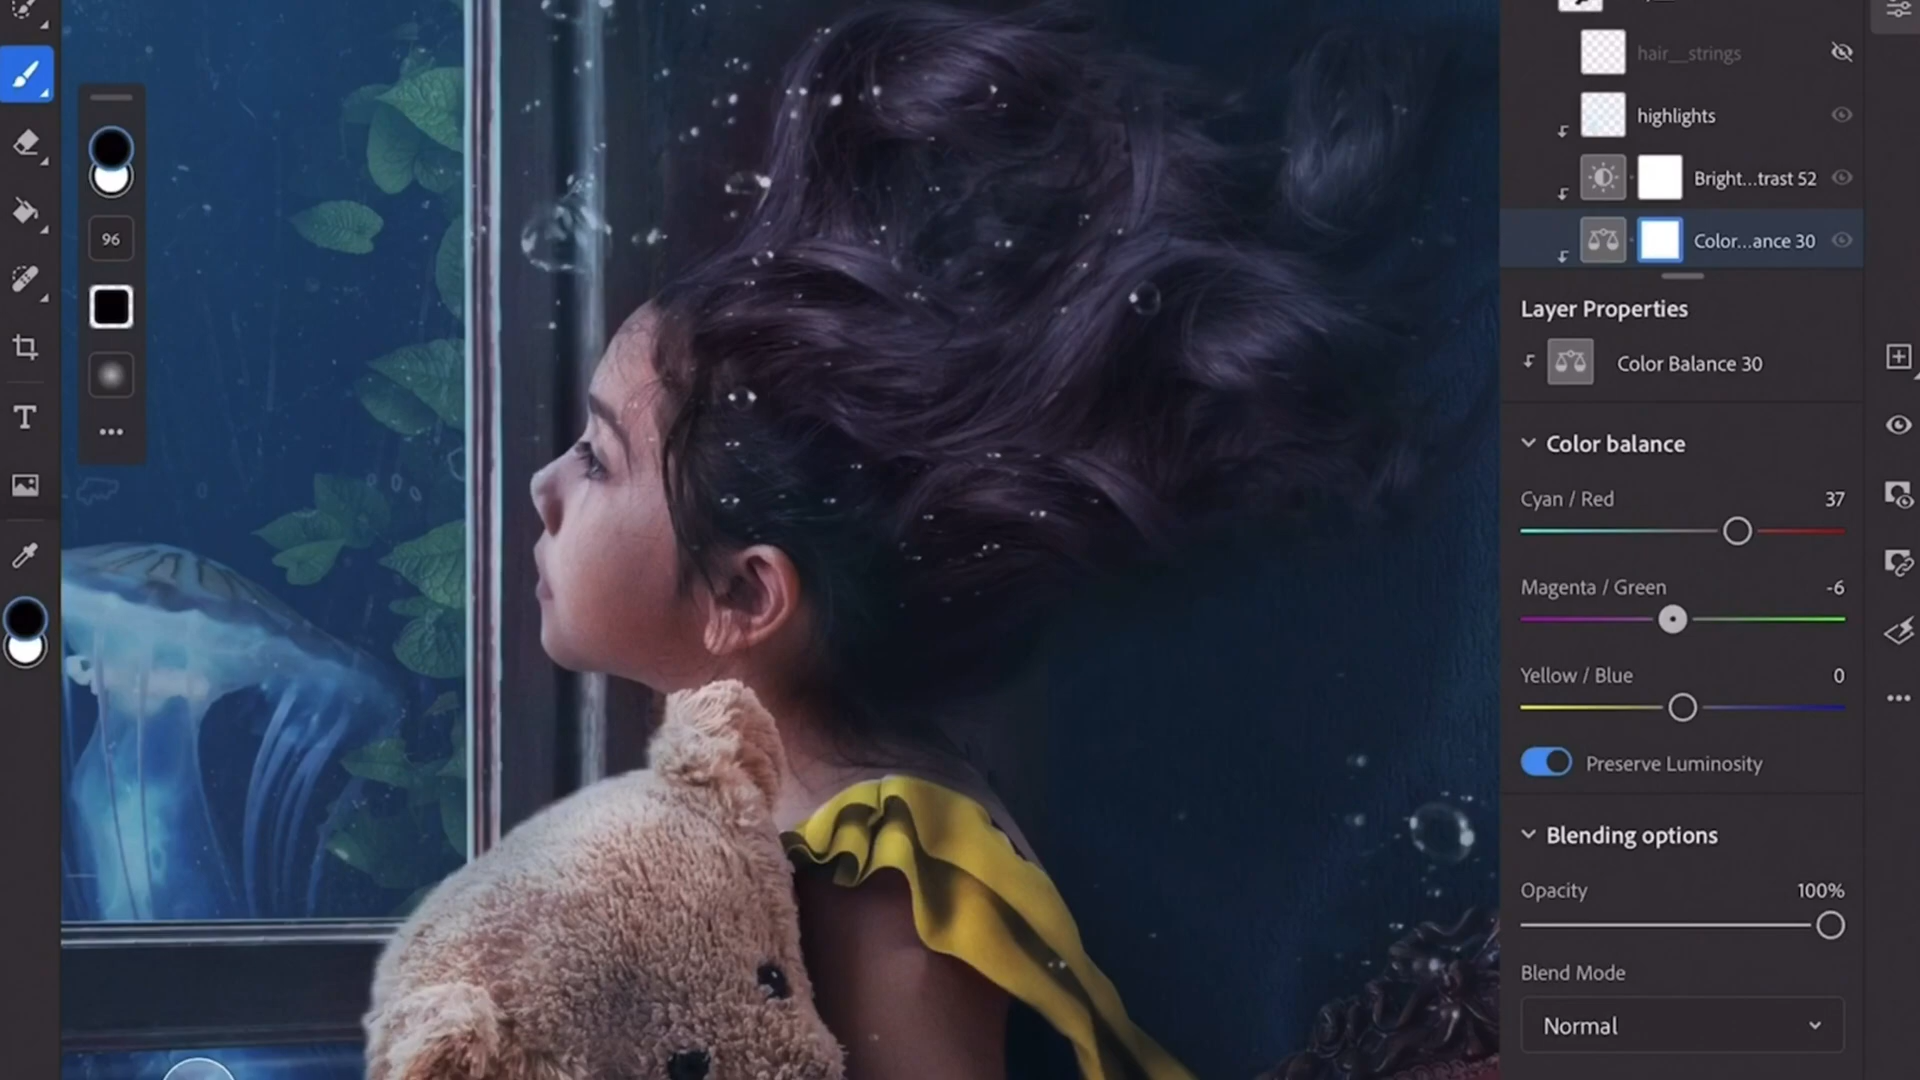 hair__strings
highlights
Bright...trast 52
Color...ance 30
96
Layer Properties
Color Balance 30
Color balance
Cyan / Red 37
T
Magenta / Green -6
Yellow / Blue 0
Preserve Luminosity
Blending options
Opacity 100%
Blend Mode
Normal